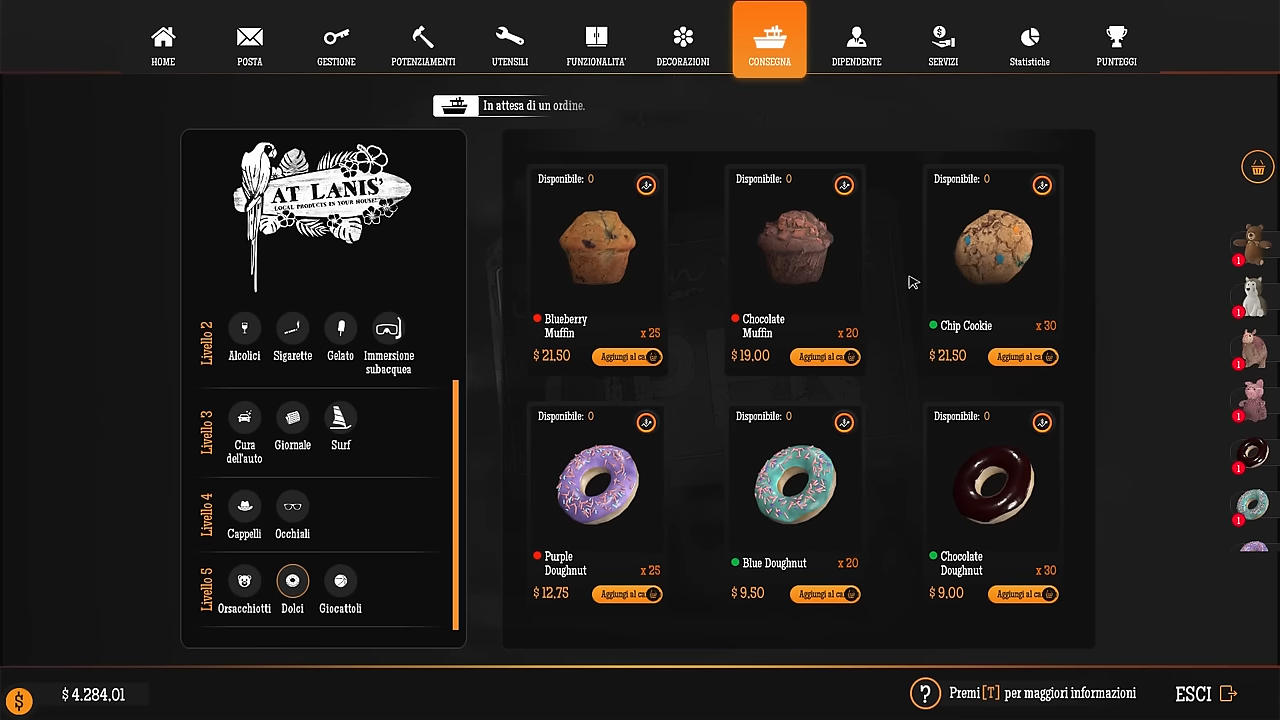 HOME
POSTA
GESTIONE
POTENZIAMENTI
UTENSILI
FUNZIONALITA'
DECORAZIONI
CONSEGNA
DIPENDENTE
SERVIZI
Statistiche
PUNTEGGI
In attesa di un ordine.
AT LANIS'
LOCAL PRODUCTS IN YOUR HOUSE!
Livello 2
Alcolici
Sigarette
Gelato
Immersione
subacquea
Livello 3
Cura
dell'auto
Giornale
Surf
Livello 4
Cappelli
Occhiali
Livello 5
Orsacchiotti
Dolci
Giocattoli
Disponibile: 0
Blueberry
Muffin
x 25
$ 21,50
Aggiungi al ca
Disponibile: 0
Chocolate
Muffin
x 20
$ 19,00
Aggiungi al ca
Disponibile: 0
Chip Cookie
x 30
$ 21,50
Aggiungi al ca
Disponibile: 0
Purple
Doughnut
x 25
$ 12,75
Aggiungi al ca
Disponibile: 0
Blue Doughnut
x 20
$ 9,50
Aggiungi al ca
Disponibile: 0
Chocolate
Doughnut
x 30
$ 9,00
Aggiungi al ca
1
1
1
1
1
1
$ 4.284,01
? Premi [T] per maggiori informazioni
ESCI